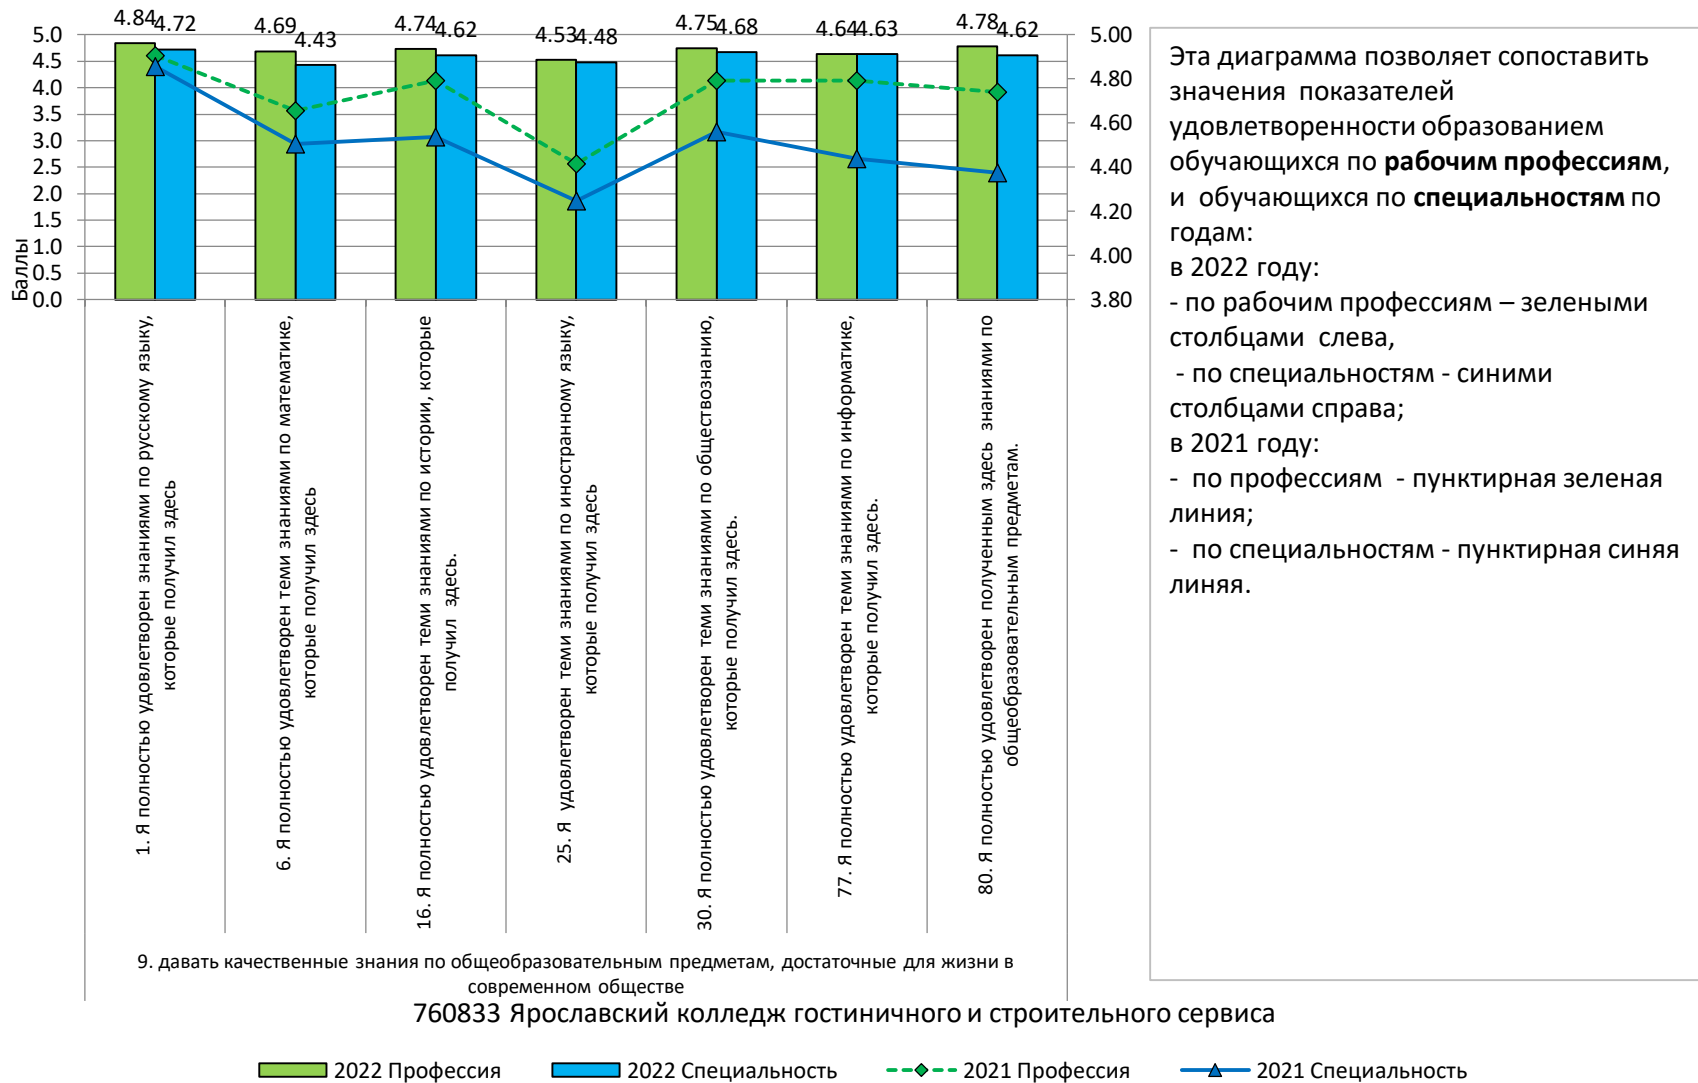 4.84
4.72
4.69
4.43
4.74
4.62
4.53
4.48
4.75
4.68
4.64
4.63
4.78
4.62
5.0
4.5
4.0
3.5
3.0
2.5
2.0
1.5
1.0
0.5
0.0
Баллы
5.00
4.80
4.60
4.40
4.20
4.00
3.80
1. Я полностью удовлетворен знаниями по русскому языку,
которые получил здесь
6. Я полностью удовлетворен теми знаниями по математике,
которые получил здесь
16. Я полностью удовлетворен теми знаниями по истории, которые
получил здесь.
25. Я удовлетворен теми знаниями по иностранному языку,
которые получил здесь
30. Я полностью удовлетворен теми знаниями по обществознанию,
которые получил здесь.
77. Я полностью удовлетворен теми знаниями по информатике,
которые получил здесь.
80. Я полностью удовлетворен полученным здесь знаниями по
общеобразовательным предметам.
9. давать качественные знания по общеобразовательным предметам, достаточные для жизни в
современном обществе
760833 Ярославский колледж гостиничного и строительного сервиса
2022 Профессия
2022 Специальность
2021 Профессия
2021 Специальность
Эта диаграмма позволяет сопоставить
значения показателей
удовлетворенности образованием
обучающихся по рабочим профессиям,
и обучающихся по специальностям по
годам:
в 2022 году:
- по рабочим профессиям – зелеными
столбцами слева,
- по специальностям - синими
столбцами справа;
в 2021 году:
- по профессиям - пунктирная зеленая
линия;
- по специальностям - пунктирная синяя
линяя.